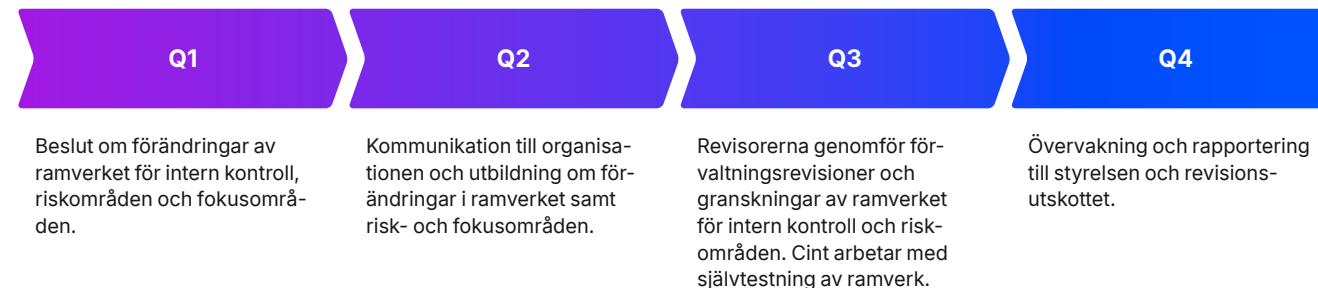 Q1
Beslut om förändringar av
ramverket för intern kontroll,
riskområden och fokusområ-
den.
Q2
Kommunikation till organisa-
tionen och utbildning om för-
ändringar i ramverket samt
risk- och fokusområden.
Q3
Revisorerna genomför för-
valtningsrevisioner och
granskningar av ramverket
för intern kontroll och risk-
områden. Cint arbetar med
självtestning av ramverk.
Q4
Övervakning och rapportering
till styrelsen och revisions-
utskottet.